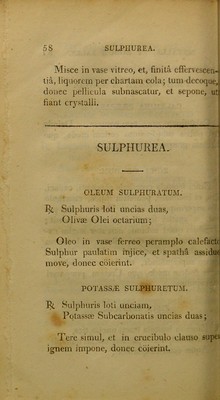 58 SULPHUREA.
Misce in vase vitreo, et, finitâ effervescen-
tiâ, liquorem per chartam cola; tum decoque,
donec pellicula subnascatur, et sepone, ut
fiant crystalli.
SULPHUREA.
OLEUM SULPHURATUM.
℞ Sulphuris loti uncias duas,
Olivæ Olei octarium;
Oleo in vase ferreo peramplo calefact
Sulphur paulatim injice, et spathâ assidu
move, donec coierint.
POTASSÆ SULPHURETUM.
℞ Sulphuris loti unciam,
Potassæ Subcarbonatis uncias duas;
Tere simul, et in crucibulo clauso supe
ignem impone, donec coierint.